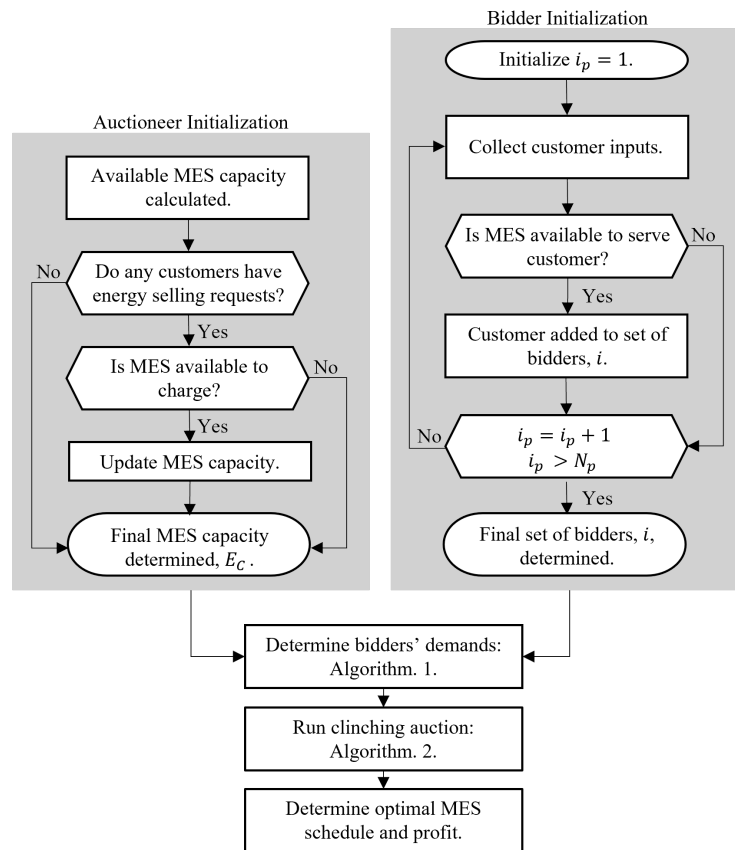 Bidder Initialization
Initialize i_p = 1.
Collect customer inputs.
Is MES available to serve
customer?
No
Yes
Customer added to set of
bidders, i.
No
i_p = i_p + 1
i_p > N_p
Yes
Final set of bidders, i,
determined.
Auctioneer Initialization
Available MES capacity
calculated.
No
Do any customers have
energy selling requests?
Yes
Is MES available to
charge?
No
Yes
Update MES capacity.
Final MES capacity
determined, E_C .
Determine bidders’ demands:
Algorithm. 1.
Run clinching auction:
Algorithm. 2.
Determine optimal MES
schedule and profit.